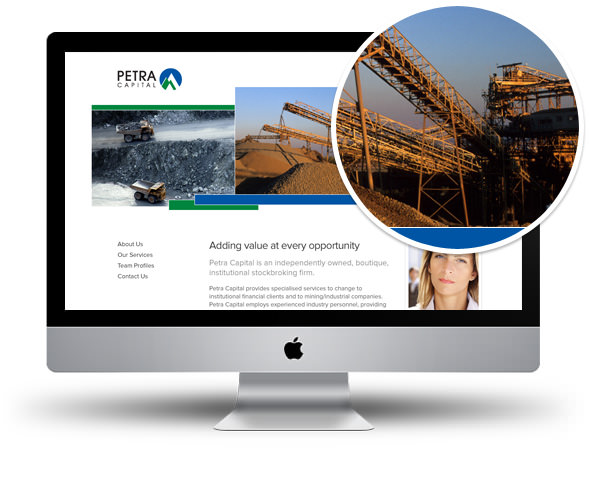 PETRA
CAPITAL
About Us
Our Services
Team Profiles
Contact Us
Adding value at every opportunity
Petra Capital is an independently owned, boutique,
institutional stockbroking firm.
Petra Capital provides specialised services to change to
institutional financial clients and to mining/industrial companies.
Petra Capital employs experienced industry personnel, providing